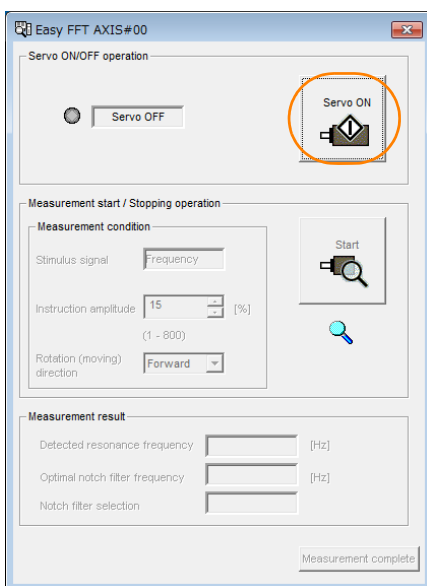 Easy FFT AXIS#00
Servo ON/OFF operation
Servo OFF
Servo ON
Measurement start / Stopping operation
Measurement condition
Stimulus signal Frequency
Instruction amplitude 15 [%]
(1 - 800)
Rotation (moving)
direction Forward
Start
Measurement result
Detected resonance frequency [Hz]
Optimal notch filter frequency [Hz]
Notch filter selection
Measurement complete